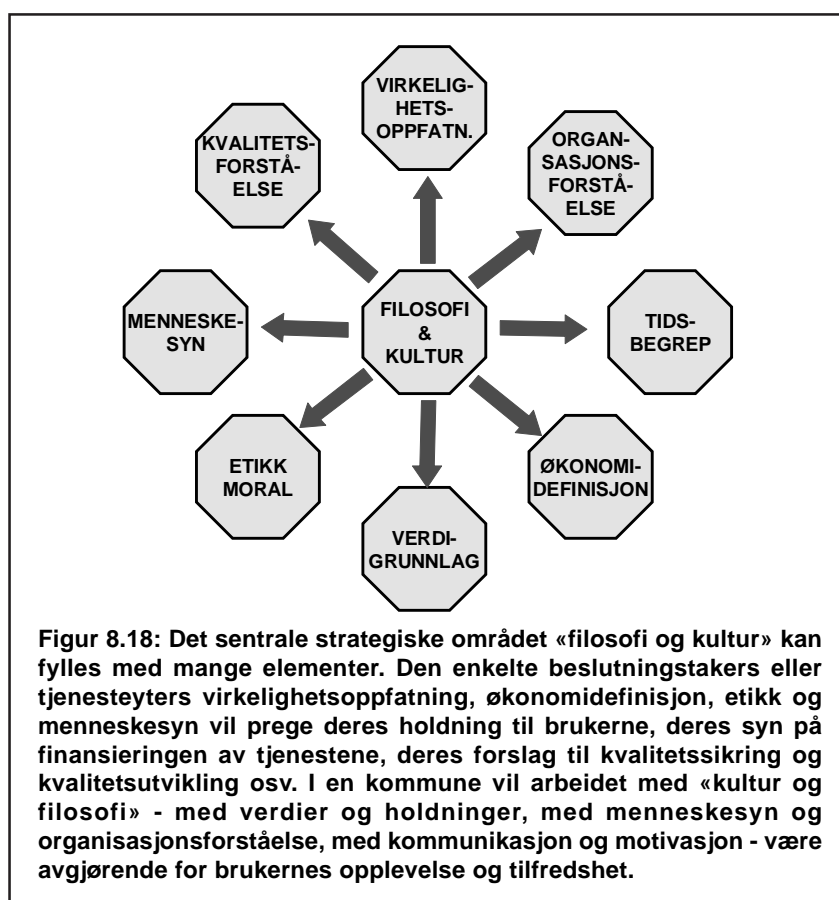 VIRKELIG-
HETS-
OPPFATN.
KVALITETS-
FORSTÅ-
ELSE
ORGAN-
SASJONS-
FORSTÅ-
ELSE
MENNESKE-
SYN
FILOSOFI
&
KULTUR
TIDS-
BEGREP
ETIKK
MORAL
ØKONOMI-
DEFINISJON
VERDI-
GRUNNLAG
Figur 8.18: Det sentrale strategiske området «filosofi og kultur» kan
fylles med mange elementer. Den enkelte beslutningstakers eller
tjenesteyters virkelighetsoppfatning, økonomidefinisjon, etikk og
menneskesyn vil prege deres holdning til brukerne, deres syn på
finansieringen av tjenestene, deres forslag til kvalitetssikring og
kvalitetsutvikling osv. I en kommune vil arbeidet med «kultur og
filosofi» - med verdier og holdninger, med menneskesyn og
organisasjonsforståelse, med kommunikasjon og motivasjon - være
avgjørende for brukernes opplevelse og tilfredshet.